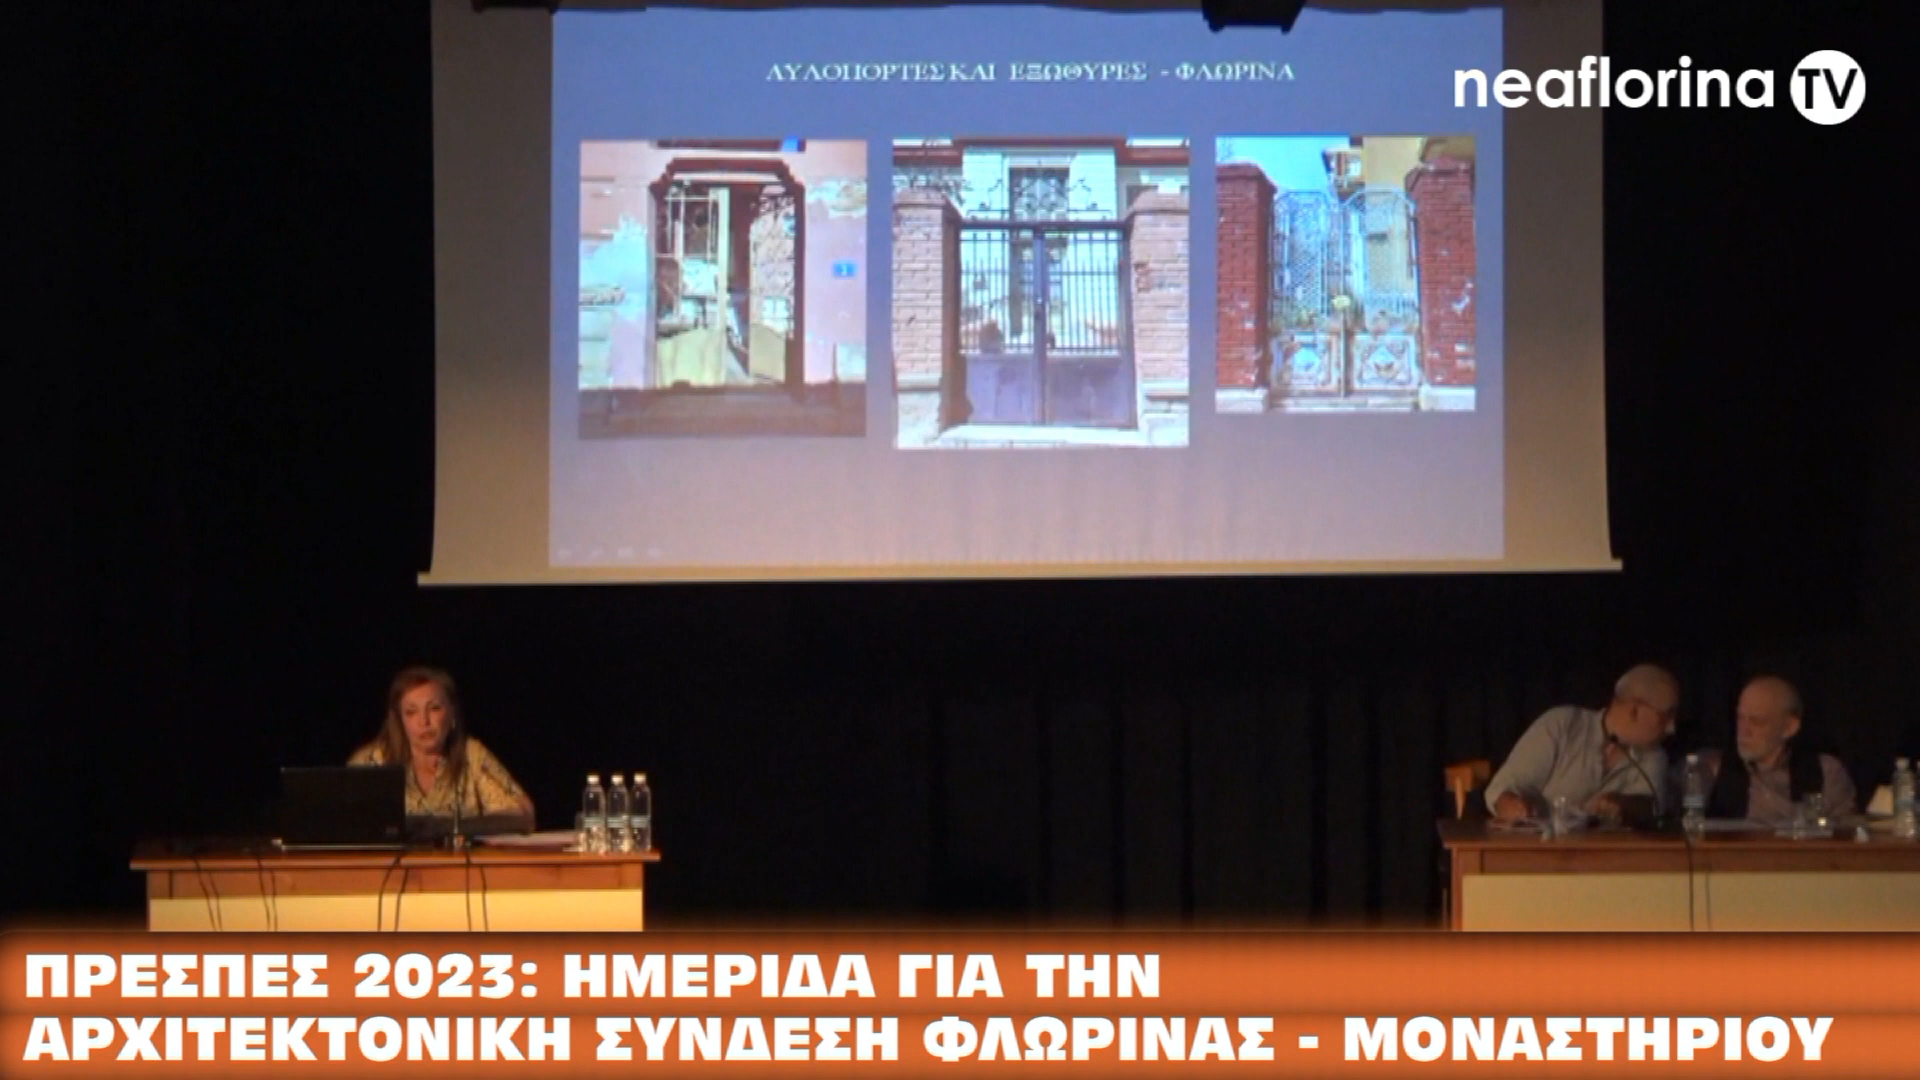 ΑΥΛΟΠΟΡΤΕΣ ΚΑΙ ΕΞΩΘΥΡΕΣ - ΦΛΩΡΙΝΑ
neaflorina TV
ΠΡΕΣΠΕΣ 2023: ΗΜΕΡΙΔΑ ΓΙΑ ΤΗΝ
ΑΡΧΙΤΕΚΤΟΝΙΚΗ ΣΥΝΔΕΣΗ ΦΛΩΡΙΝΑΣ - ΜΟΝΑΣΤΗΡΙΟΥ